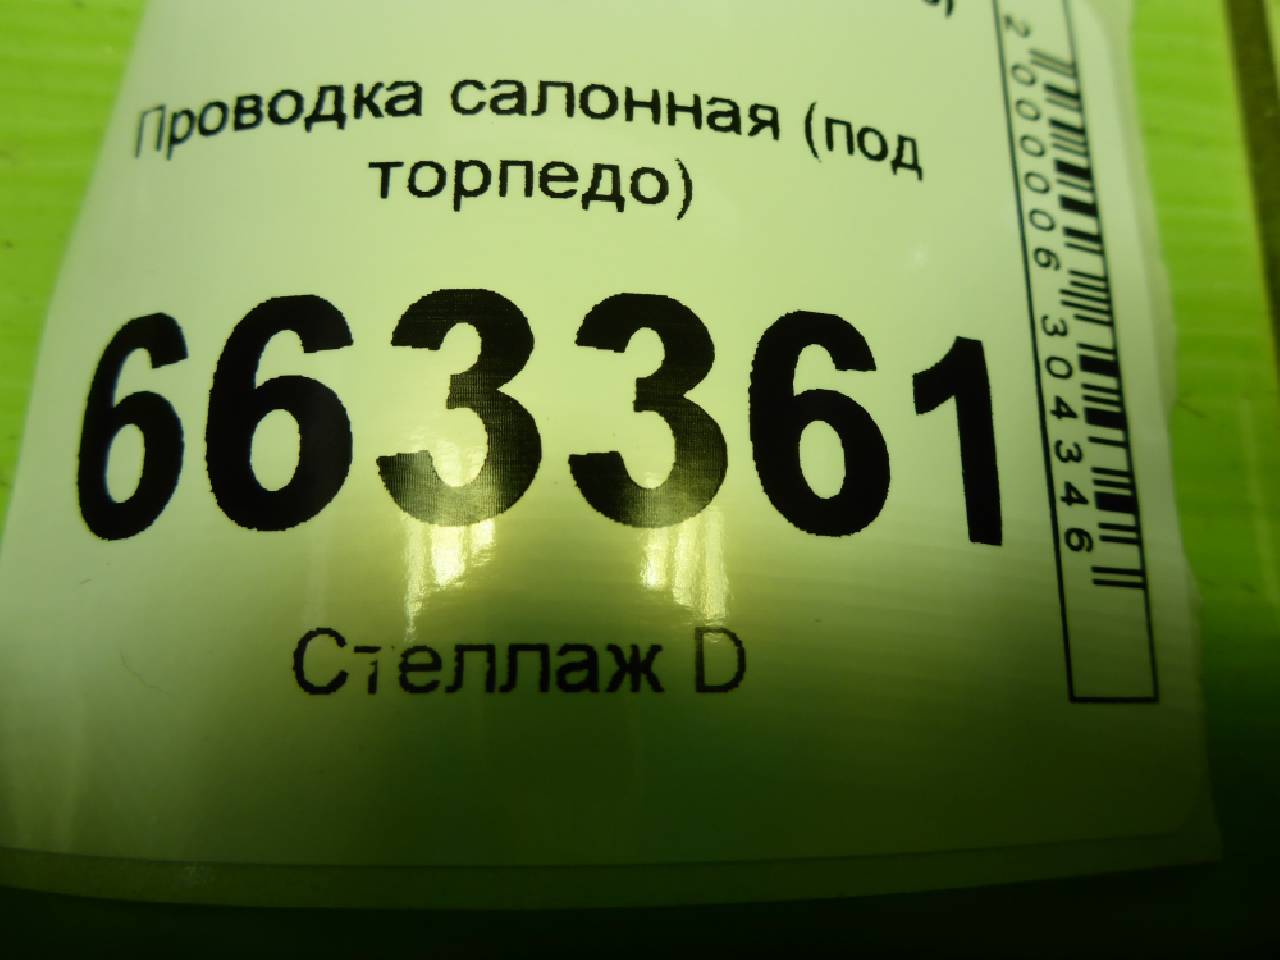 Проводка салонная (под
торпедо)
663361
Стеллаж D
2000006304346